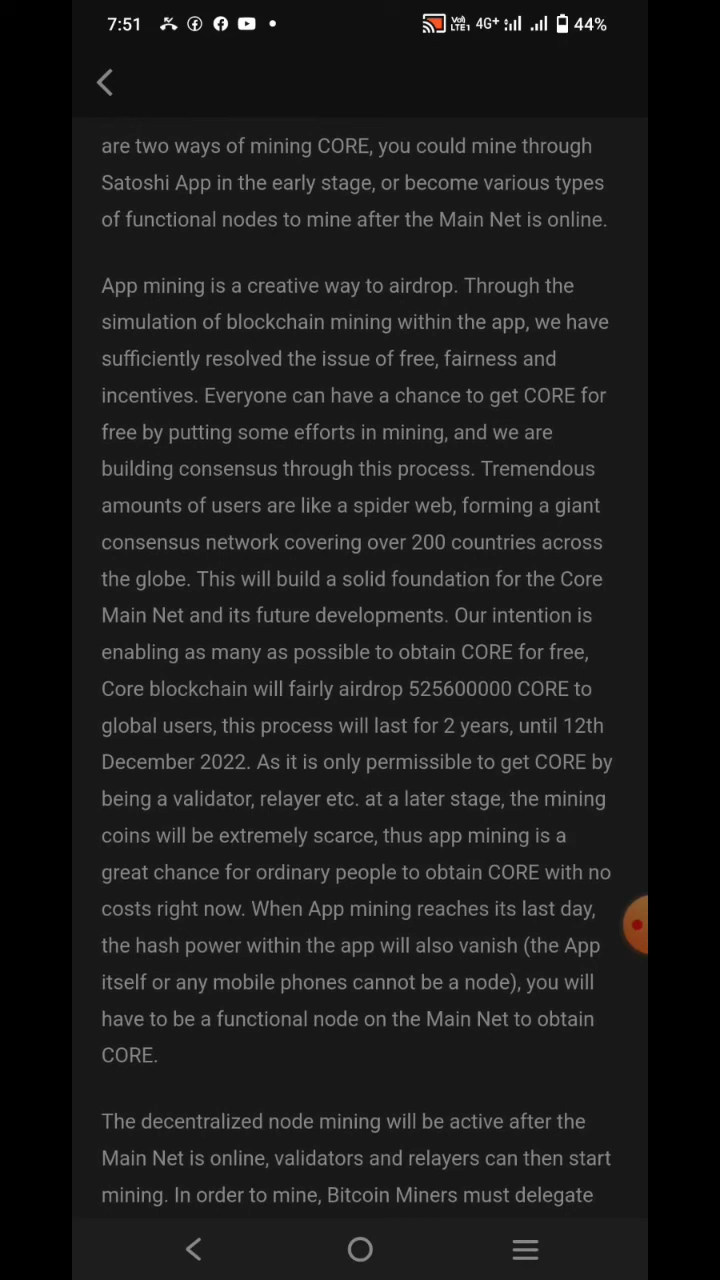 7:51
VoI) LTE1 4G+ 44%
are two ways of mining CORE, you could mine through
Satoshi App in the early stage, or become various types
of functional nodes to mine after the Main Net is online.
App mining is a creative way to airdrop. Through the
simulation of blockchain mining within the app, we have
sufficiently resolved the issue of free, fairness and
incentives. Everyone can have a chance to get CORE for
free by putting some efforts in mining, and we are
building consensus through this process. Tremendous
amounts of users are like a spider web, forming a giant
consensus network covering over 200 countries across
the globe. This will build a solid foundation for the Core
Main Net and its future developments. Our intention is
enabling as many as possible to obtain CORE for free,
Core blockchain will fairly airdrop 525600000 CORE to
global users, this process will last for 2 years, until 12th
December 2022. As it is only permissible to get CORE by
being a validator, relayer etc. at a later stage, the mining
coins will be extremely scarce, thus app mining is a
great chance for ordinary people to obtain CORE with no
costs right now. When App mining reaches its last day,
the hash power within the app will also vanish (the App
itself or any mobile phones cannot be a node), you will
have to be a functional node on the Main Net to obtain
CORE.
The decentralized node mining will be active after the
Main Net is online, validators and relayers can then start
mining. In order to mine, Bitcoin Miners must delegate